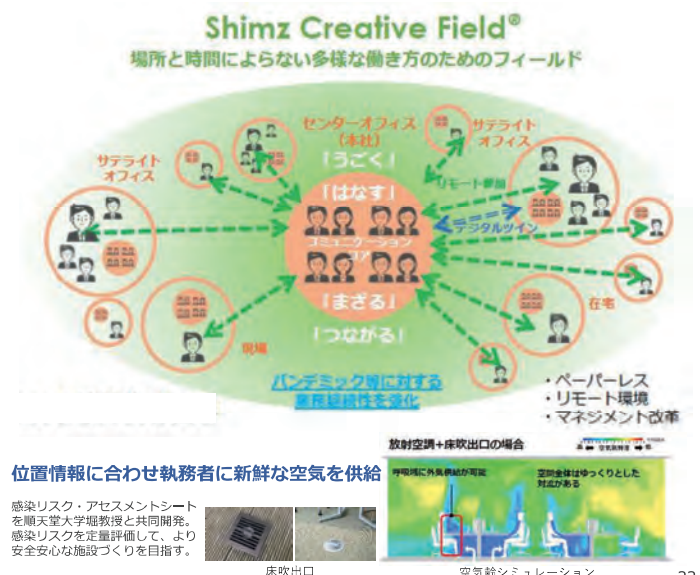 Shimz Creative Field®
場所と時間によらない多様な働き方のためのフィールド
センターオフィス
(本社)
サテライト
オフィス
サテライト
オフィス
「うごく」
リモート
「はなす」
デジタルツイン
コミュニケーション
コア
「まざる」
在宅
現場
「つながる」
パンデミック等に対する
業務継続性を強化
・ペーパーレス
・リモート環境
・マネジメント改革
放射空調+床吹出口の場合
呼吸域に外気供給が可能
空間全体はゆっくりとした
対流がある
位置情報に合わせ執務者に新鮮な空気を供給
感染リスク・アセスメントシート
を順天堂大学堀教授と共同開発。
感染リスクを定量評価して、より
安全安心な施設づくりを目指す。
床吹出口
空気齢シミュレーション